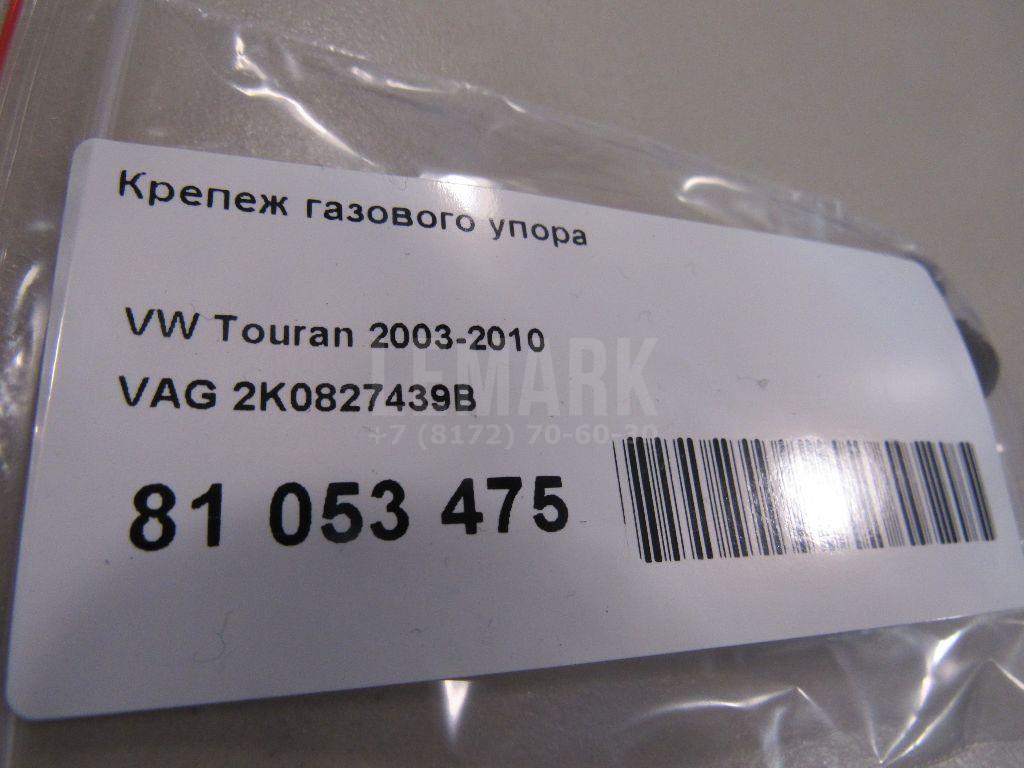 Крепеж газового упора
VW Touran 2003-2010
VAG 2K0827439B
LEMARK
+7 (8172) 70-60-30
81 053 475